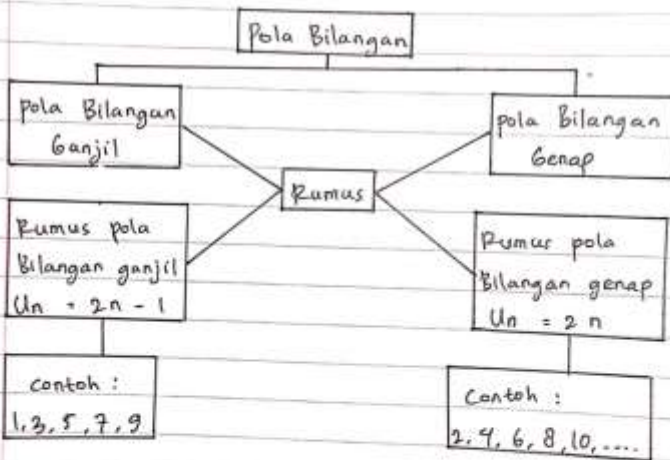 Pola Bilangan
Pola Bilangan
Ganjil
Pola Bilangan
Genap
Rumus
Rumus pola
Bilangan ganjil
Un = 2n - 1
Rumus pola
Bilangan genap
Un = 2n
Contoh :
1, 3, 5, 7, 9
Contoh :
2, 4, 6, 8, 10, ....